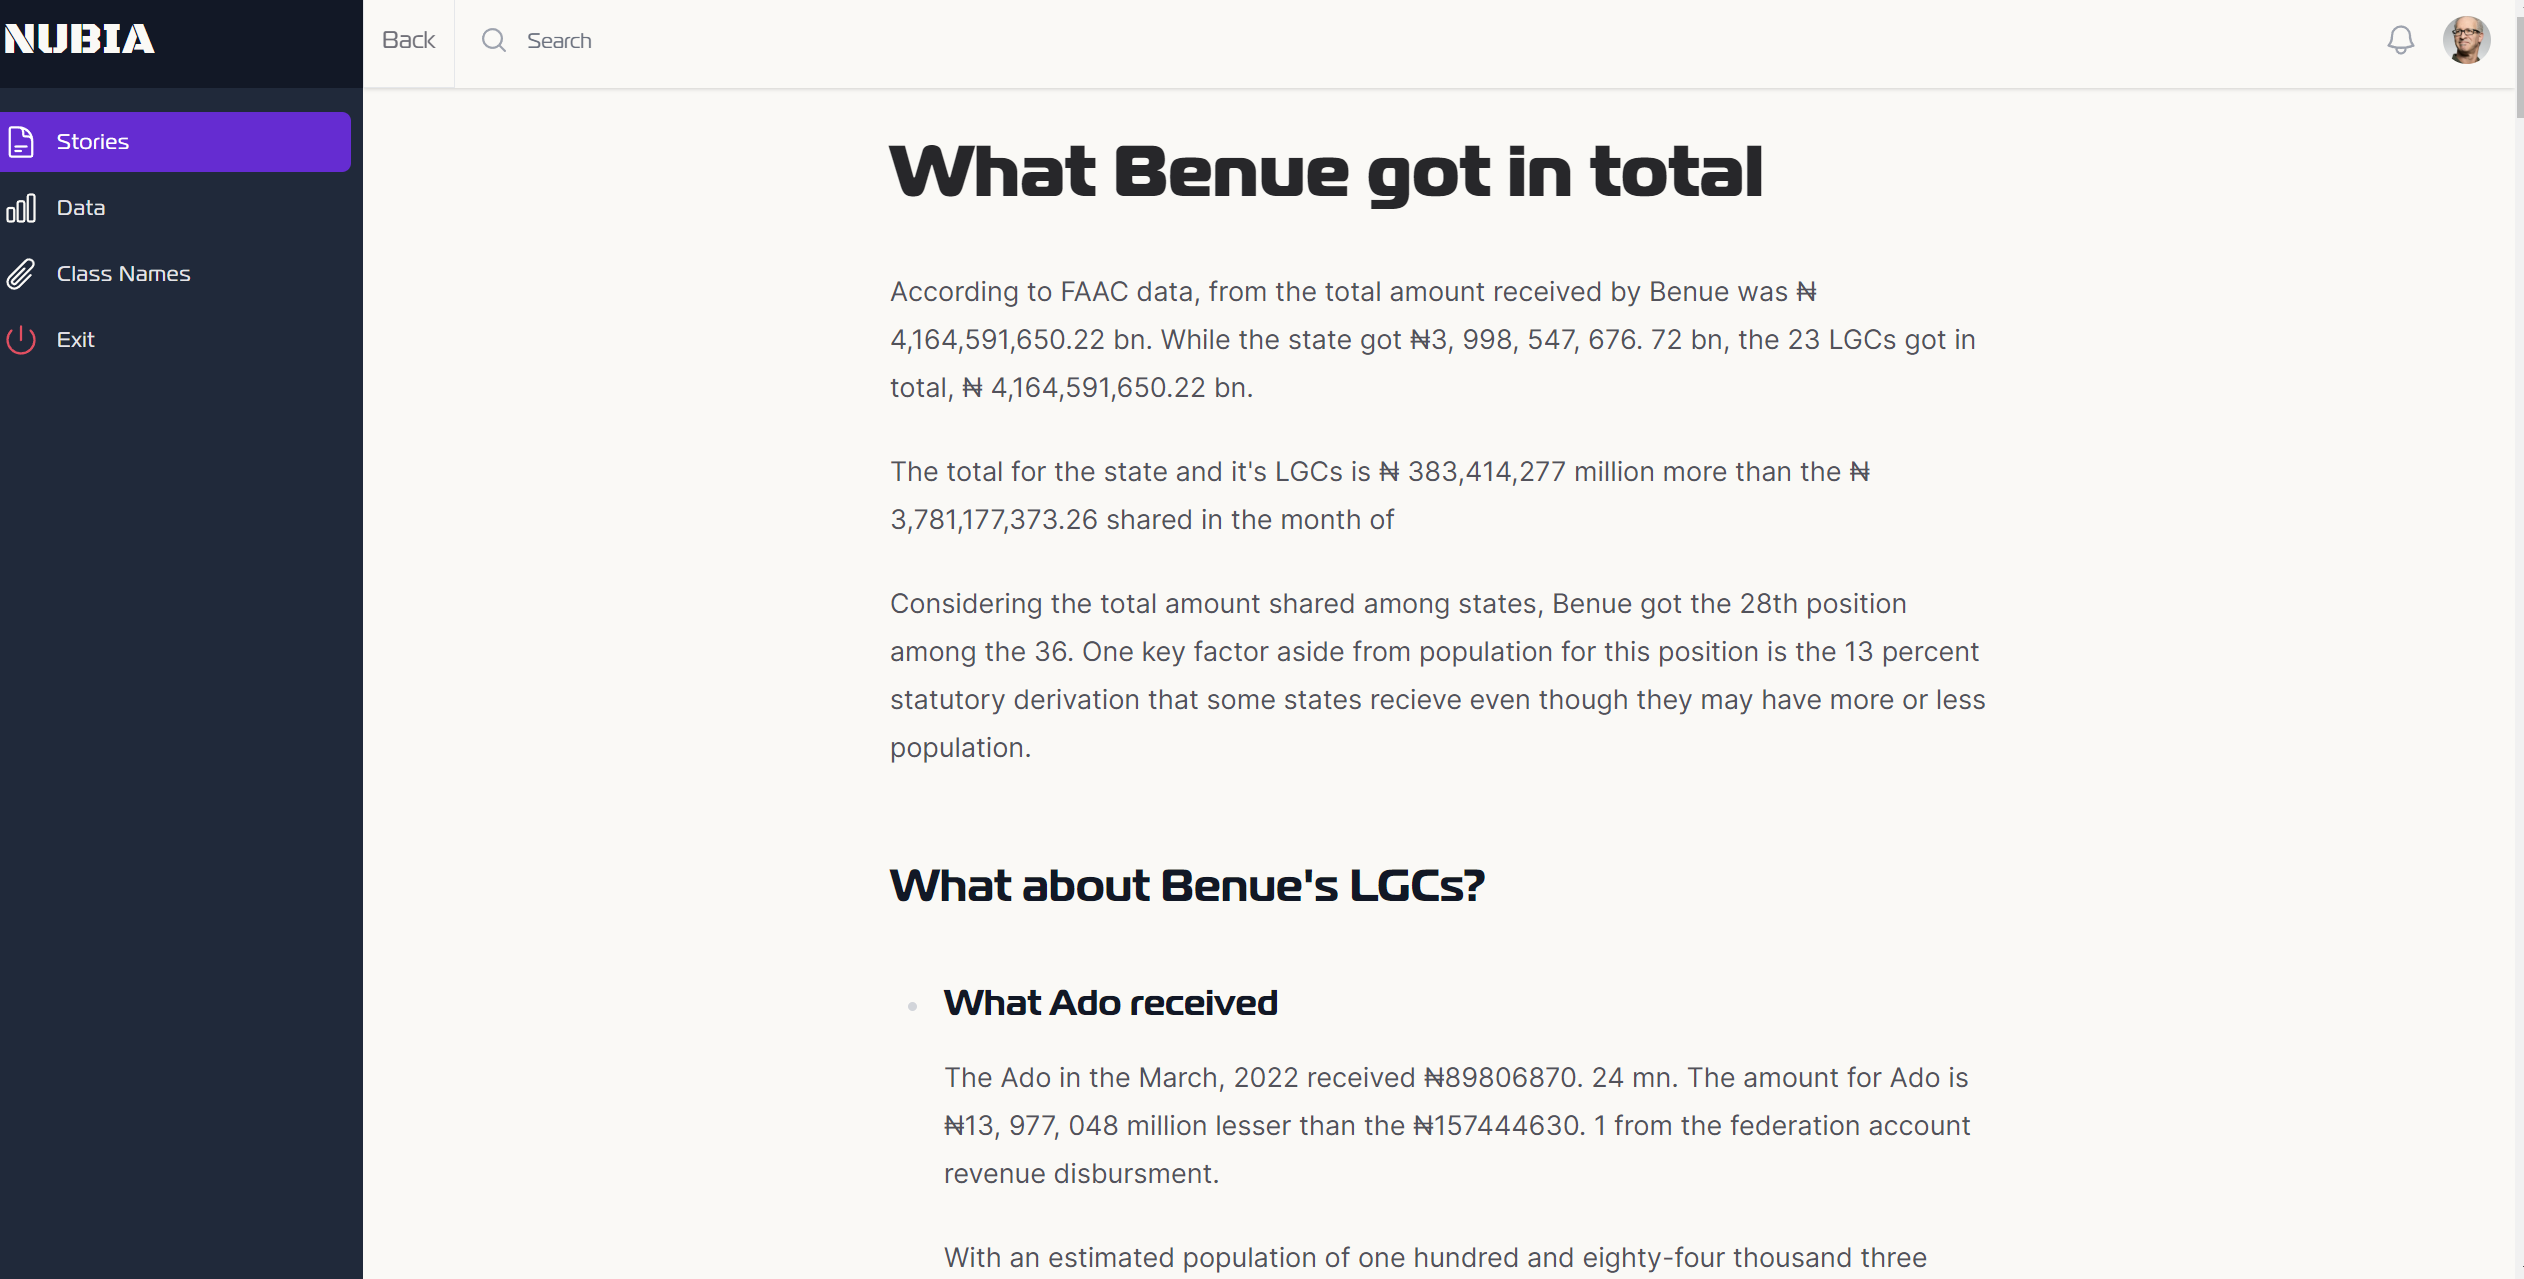 NUBIA
Back
Search
Stories
Data
Class Names
Exit
What Benue got in total
According to FAAC data, from the total amount received by Benue was ₦
4,164,591,650.22 bn. While the state got ₦3, 998, 547, 676. 72 bn, the 23 LGCs got in
total, ₦ 4,164,591,650.22 bn.
The total for the state and it's LGCs is ₦ 383,414,277 million more than the ₦
3,781,177,373.26 shared in the month of
Considering the total amount shared among states, Benue got the 28th position
among the 36. One key factor aside from population for this position is the 13 percent
statutory derivation that some states recieve even though they may have more or less
population.
What about Benue's LGCs?
What Ado received
The Ado in the March, 2022 received ₦89806870. 24 mn. The amount for Ado is
₦13, 977, 048 million lesser than the ₦157444630. 1 from the federation account
revenue disbursment.
With an estimated population of one hundred and eighty-four thousand three